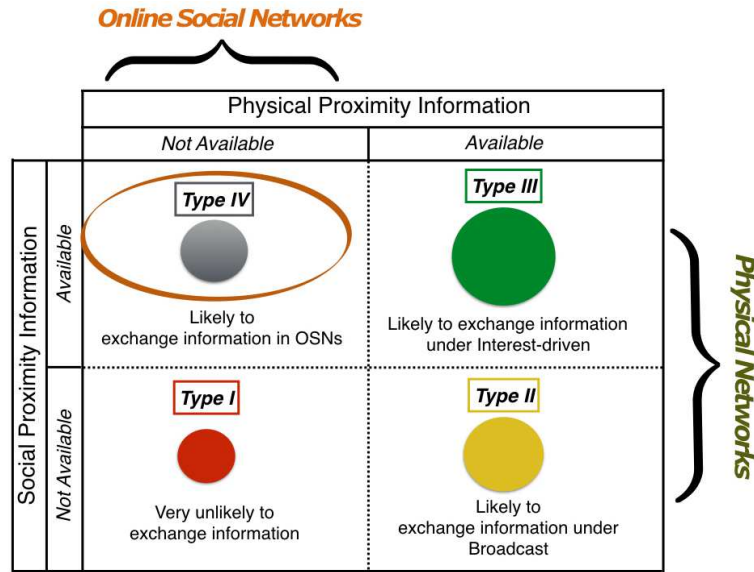 Online Social Networks
Physical Proximity Information
Not Available
Available
Social Proximity Information
Available
Type IV
Likely to
exchange information in OSNs
Type III
Likely to exchange information
under Interest-driven
Not Available
Type I
Very unlikely to
exchange information
Type II
Likely to
exchange information under
Broadcast
Physical Networks